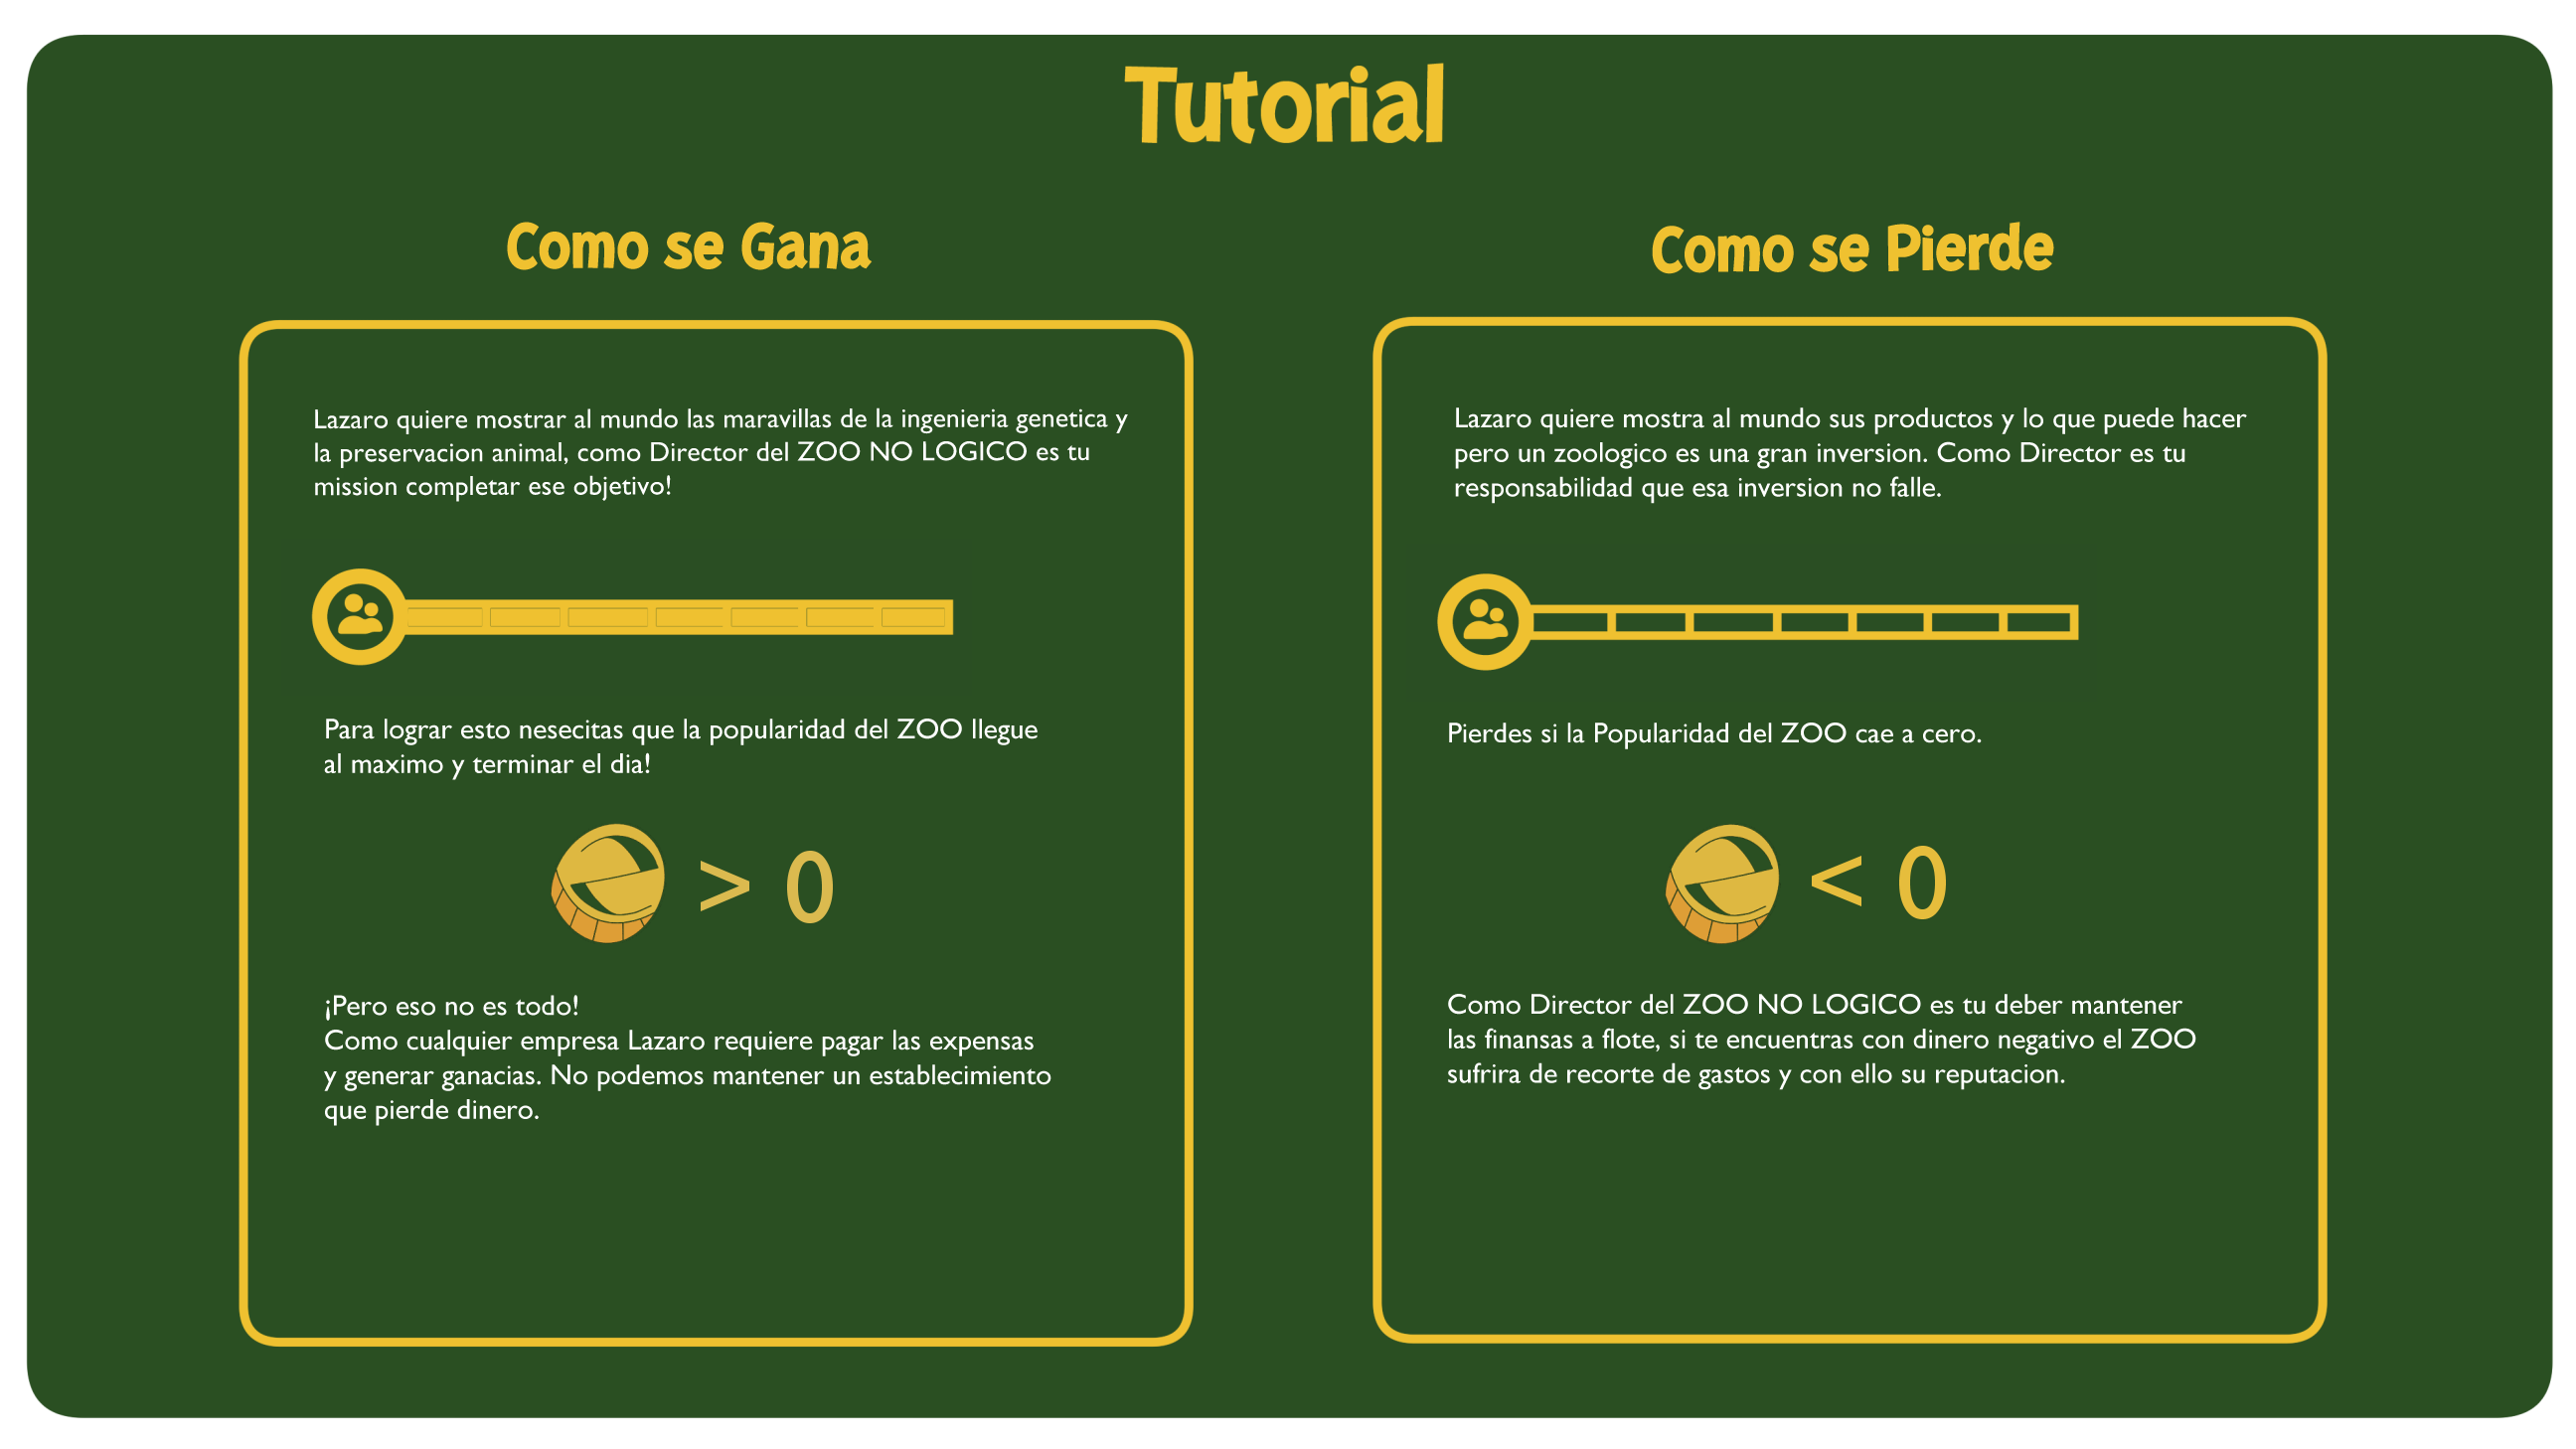 Tutorial
Como se Gana
Lazaro quiere mostrar al mundo las maravillas de la ingenieria genetica y
la preservacion animal, como Director del ZOO NO LOGICO es tu
mission completar ese objetivo!
Para lograr esto nesecitas que la popularidad del ZOO llegue
al maximo y terminar el dia!
> 0
¡Pero eso no es todo!
Como cualquier empresa Lazaro requiere pagar las expensas
y generar ganacias. No podemos mantener un establecimiento
que pierde dinero.
Como se Pierde
Lazaro quiere mostra al mundo sus productos y lo que puede hacer
pero un zoologico es una gran inversion. Como Director es tu
responsabilidad que esa inversion no falle.
Pierdes si la Popularidad del ZOO cae a cero.
< 0
Como Director del ZOO NO LOGICO es tu deber mantener
las finansas a flote, si te encuentras con dinero negativo el ZOO
sufrira de recorte de gastos y con ello su reputacion.